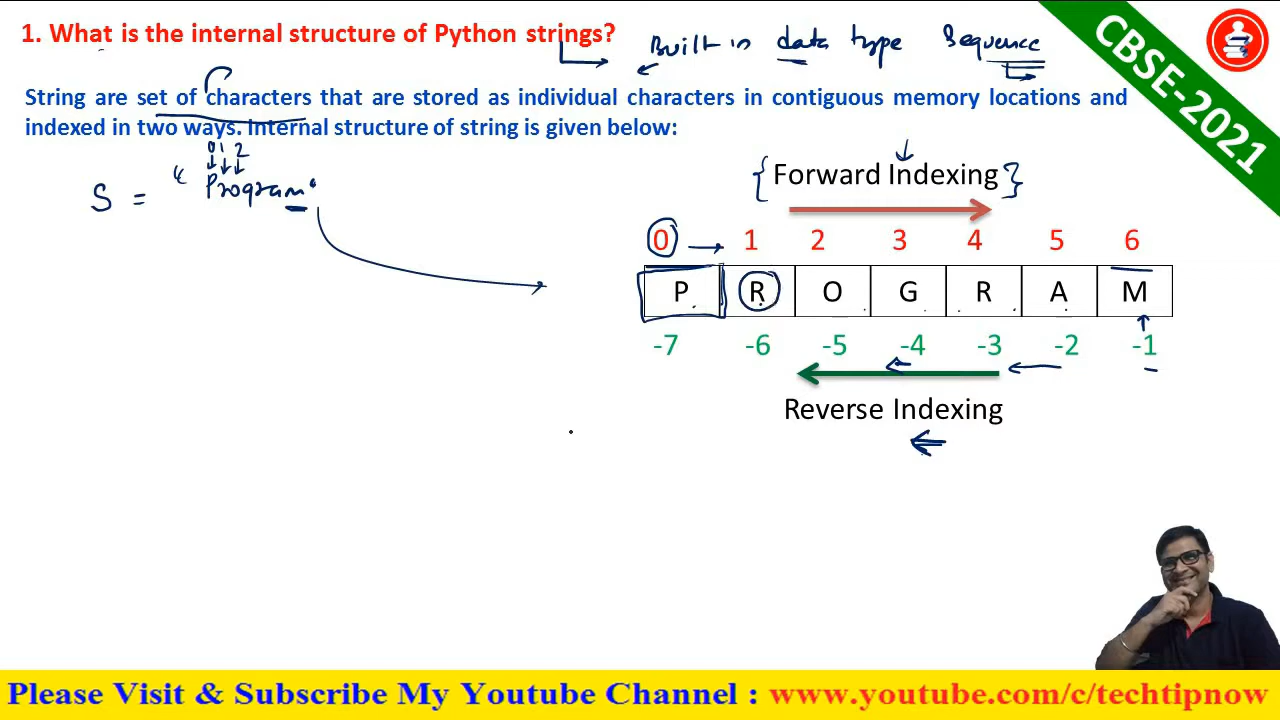 1. What is the internal structure of Python strings?
Built in data type Sequence
String are set of characters that are stored as individual characters in contiguous memory locations and
indexed in two ways. Internal structure of string is given below:
CBSE-2021
0 1 2
S = "Program"
{Forward Indexing}
0 1 2 3 4 5 6
P R O G R A M
-7 -6 -5 -4 -3 -2 -1
Reverse Indexing
Please Visit & Subscribe My Youtube Channel : www.youtube.com/c/techtipnow